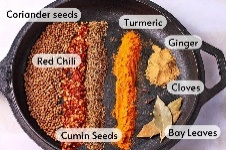 Coriander seeds
Turmeric
Ginger
Red Chili
Cloves
Cumin Seeds
Bay Leaves